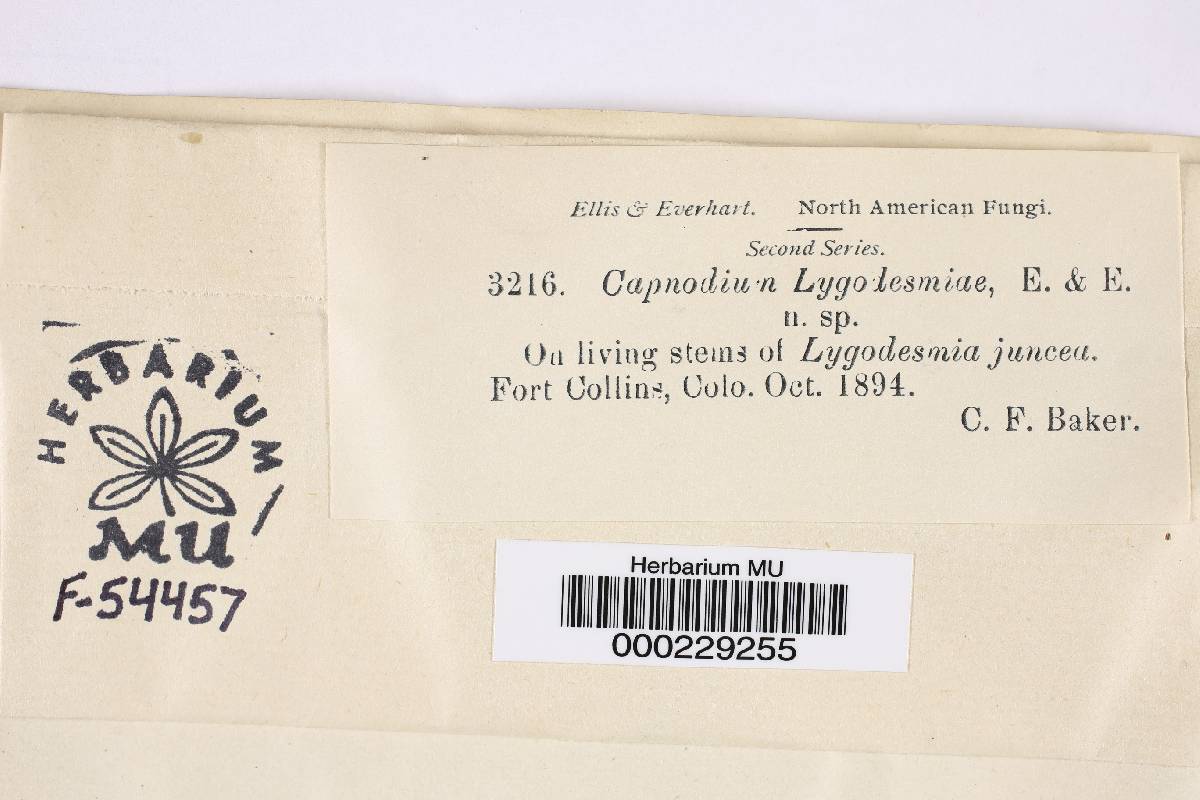 Ellis & Everhart. North American Fungi.
Second Series.
3216. Capnodium Lygodesmiae, E. & E.
n. sp.
On living stems of Lygodesmia juncea.
Fort Collins, Colo. Oct. 1894.
C. F. Baker.
HERBARIUM
MU
F-54457
Herbarium MU
000229255